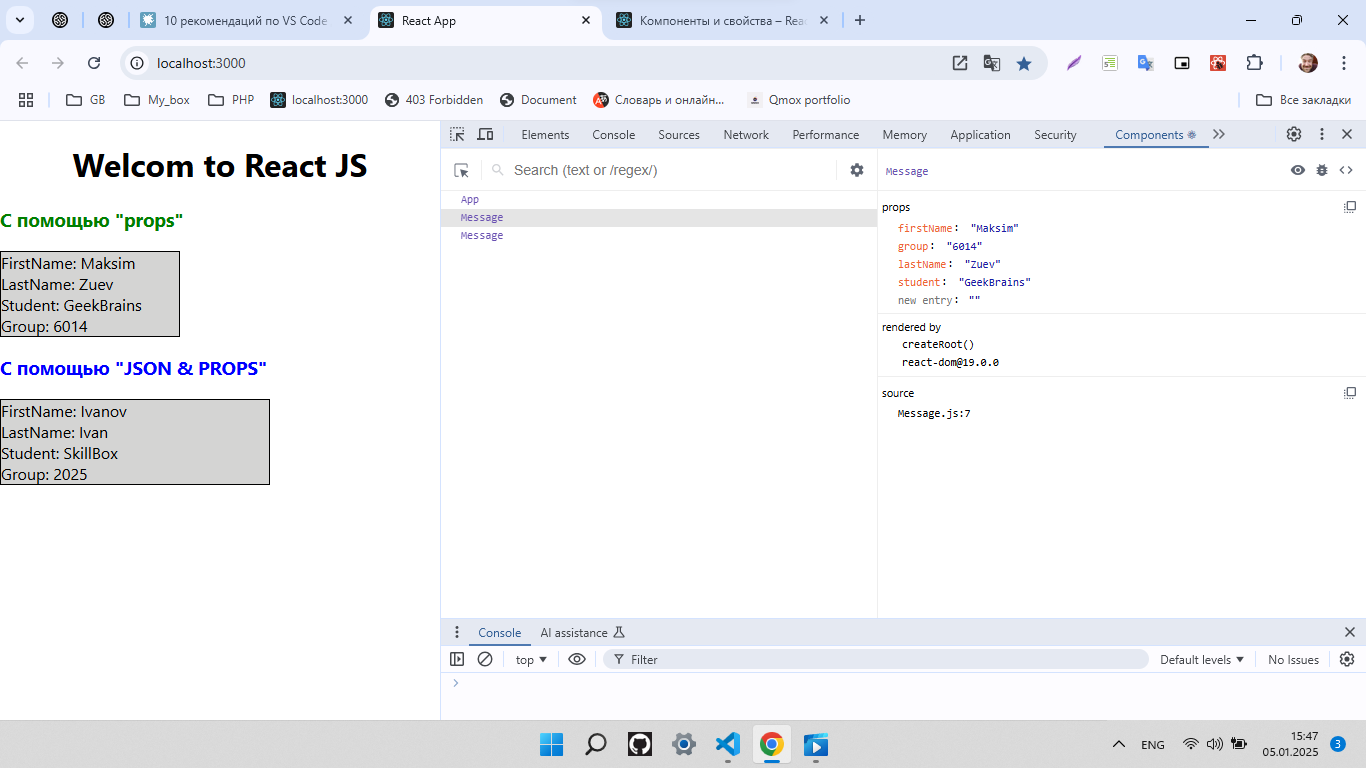 10 рекомендаций по VS Code
React App
Компоненты и свойства – Rea
localhost:3000
GB
My_box
PHP
localhost:3000
403 Forbidden
Document
Словарь и онлайн...
Qmox portfolio
Все закладки
Welcom to React JS
С помощью "props"
FirstName: Maksim
LastName: Zuev
Student: GeekBrains
Group: 6014
С помощью "JSON & PROPS"
FirstName: Ivanov
LastName: Ivan
Student: SkillBox
Group: 2025
Elements Console Sources Network Performance Memory Application Security Components
Search (text or /regex/)
App
Message
Message
Message
props
firstName: "Maksim"
group: "6014"
lastName: "Zuev"
student: "GeekBrains"
new entry: ""
rendered by
createRoot()
react-dom@19.0.0
source
Message.js:7
Console AI assistance
top Filter Default levels No Issues
ENG
15:47
05.01.2025
3